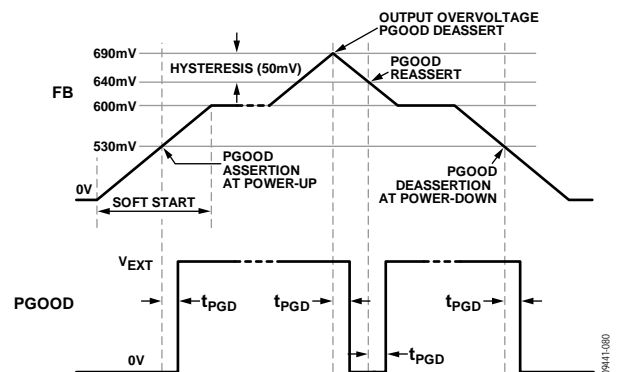 OUTPUT OVERVOLTAGE
PGOOD DEASSERT
690mV
HYSTERESIS (50mV)
PGOOD
REASSERT
640mV
FB
600mV
530mV
PGOOD
ASSERTION
AT POWER-UP
PGOOD
DEASSERTION
AT POWER-DOWN
0V
SOFT START
VEXT
PGOOD
tPGD
tPGD
tPGD
tPGD
0V
09441-080